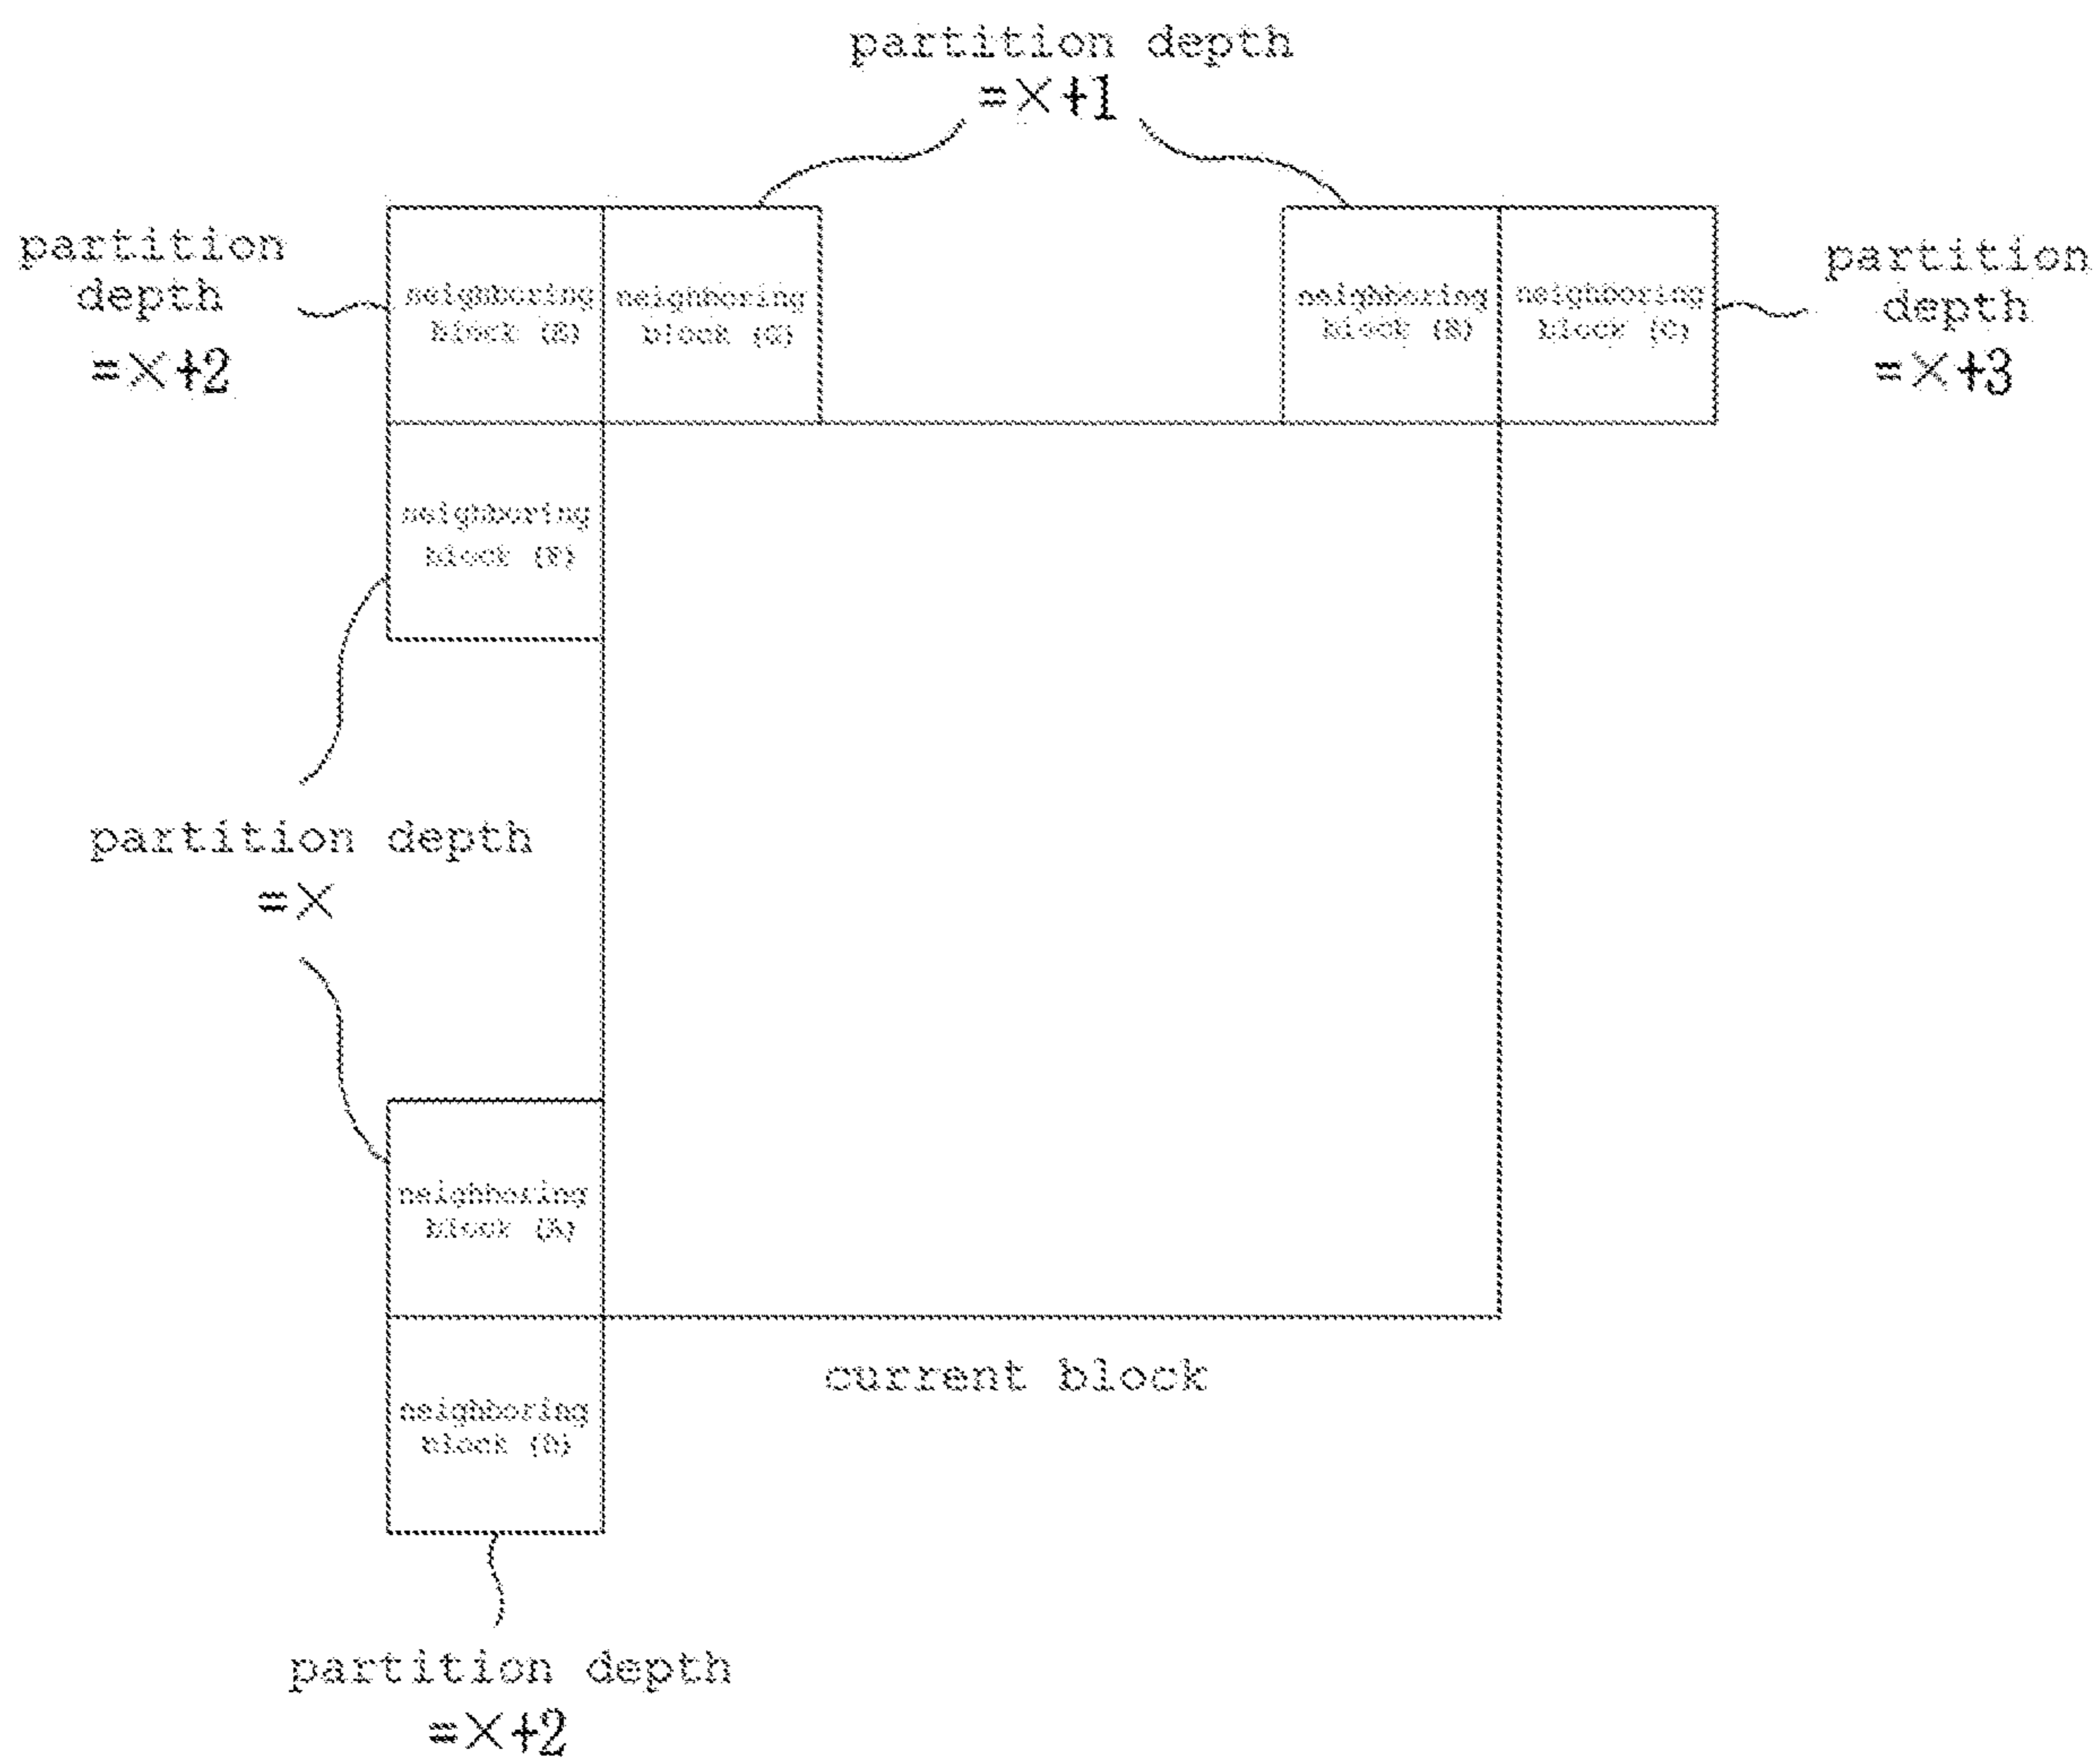 partition depth
=X+1
partition
depth
=X+2
neighboring
block (E)
neighboring
block (G)
neighboring
block (B)
neighboring
block (C)
partition
depth
=X+3
neighboring
block (F)
partition depth
=X
neighboring
block (A)
current block
neighboring
block (D)
partition depth
=X+2